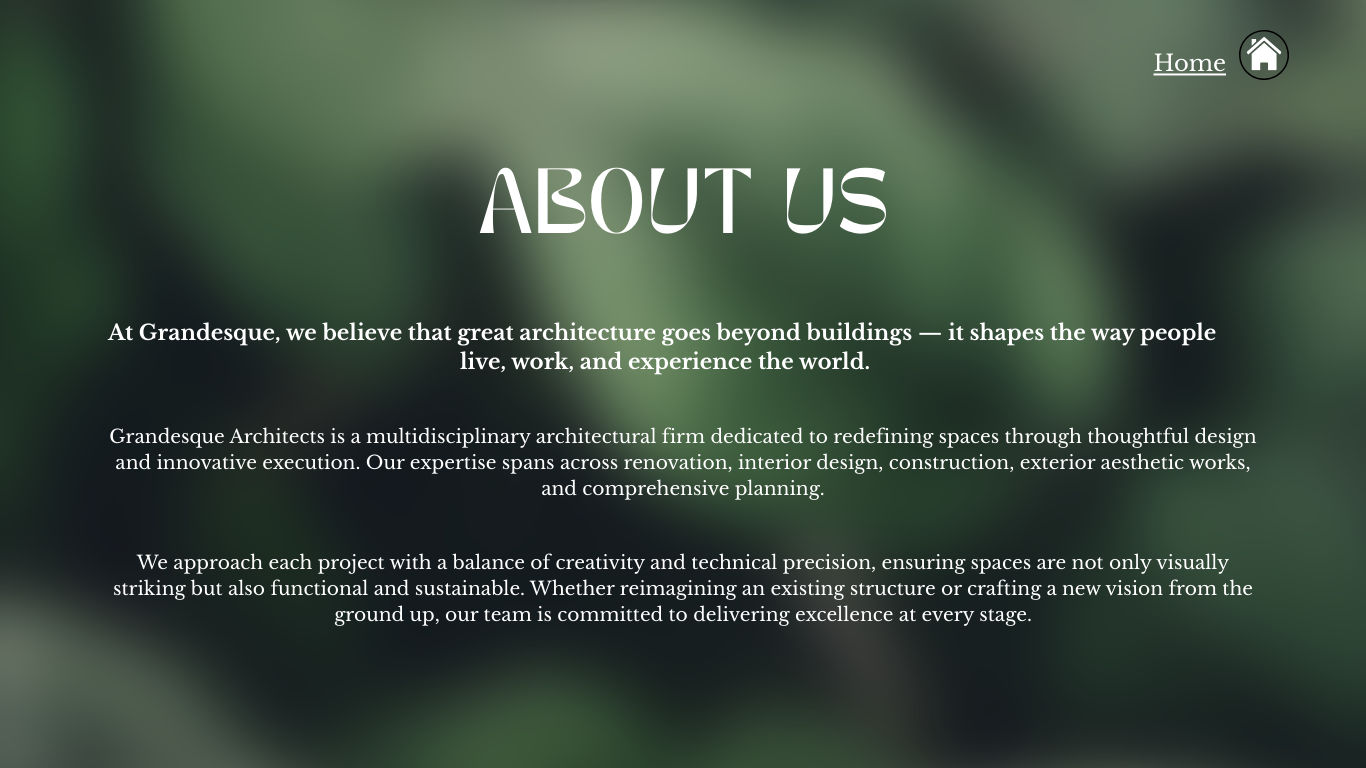 Home
ABOUT US
At Grandesque, we believe that great architecture goes beyond buildings — it shapes the way people
live, work, and experience the world.
Grandesque Architects is a multidisciplinary architectural firm dedicated to redefining spaces through thoughtful design
and innovative execution. Our expertise spans across renovation, interior design, construction, exterior aesthetic works,
and comprehensive planning.
We approach each project with a balance of creativity and technical precision, ensuring spaces are not only visually
striking but also functional and sustainable. Whether reimagining an existing structure or crafting a new vision from the
ground up, our team is committed to delivering excellence at every stage.